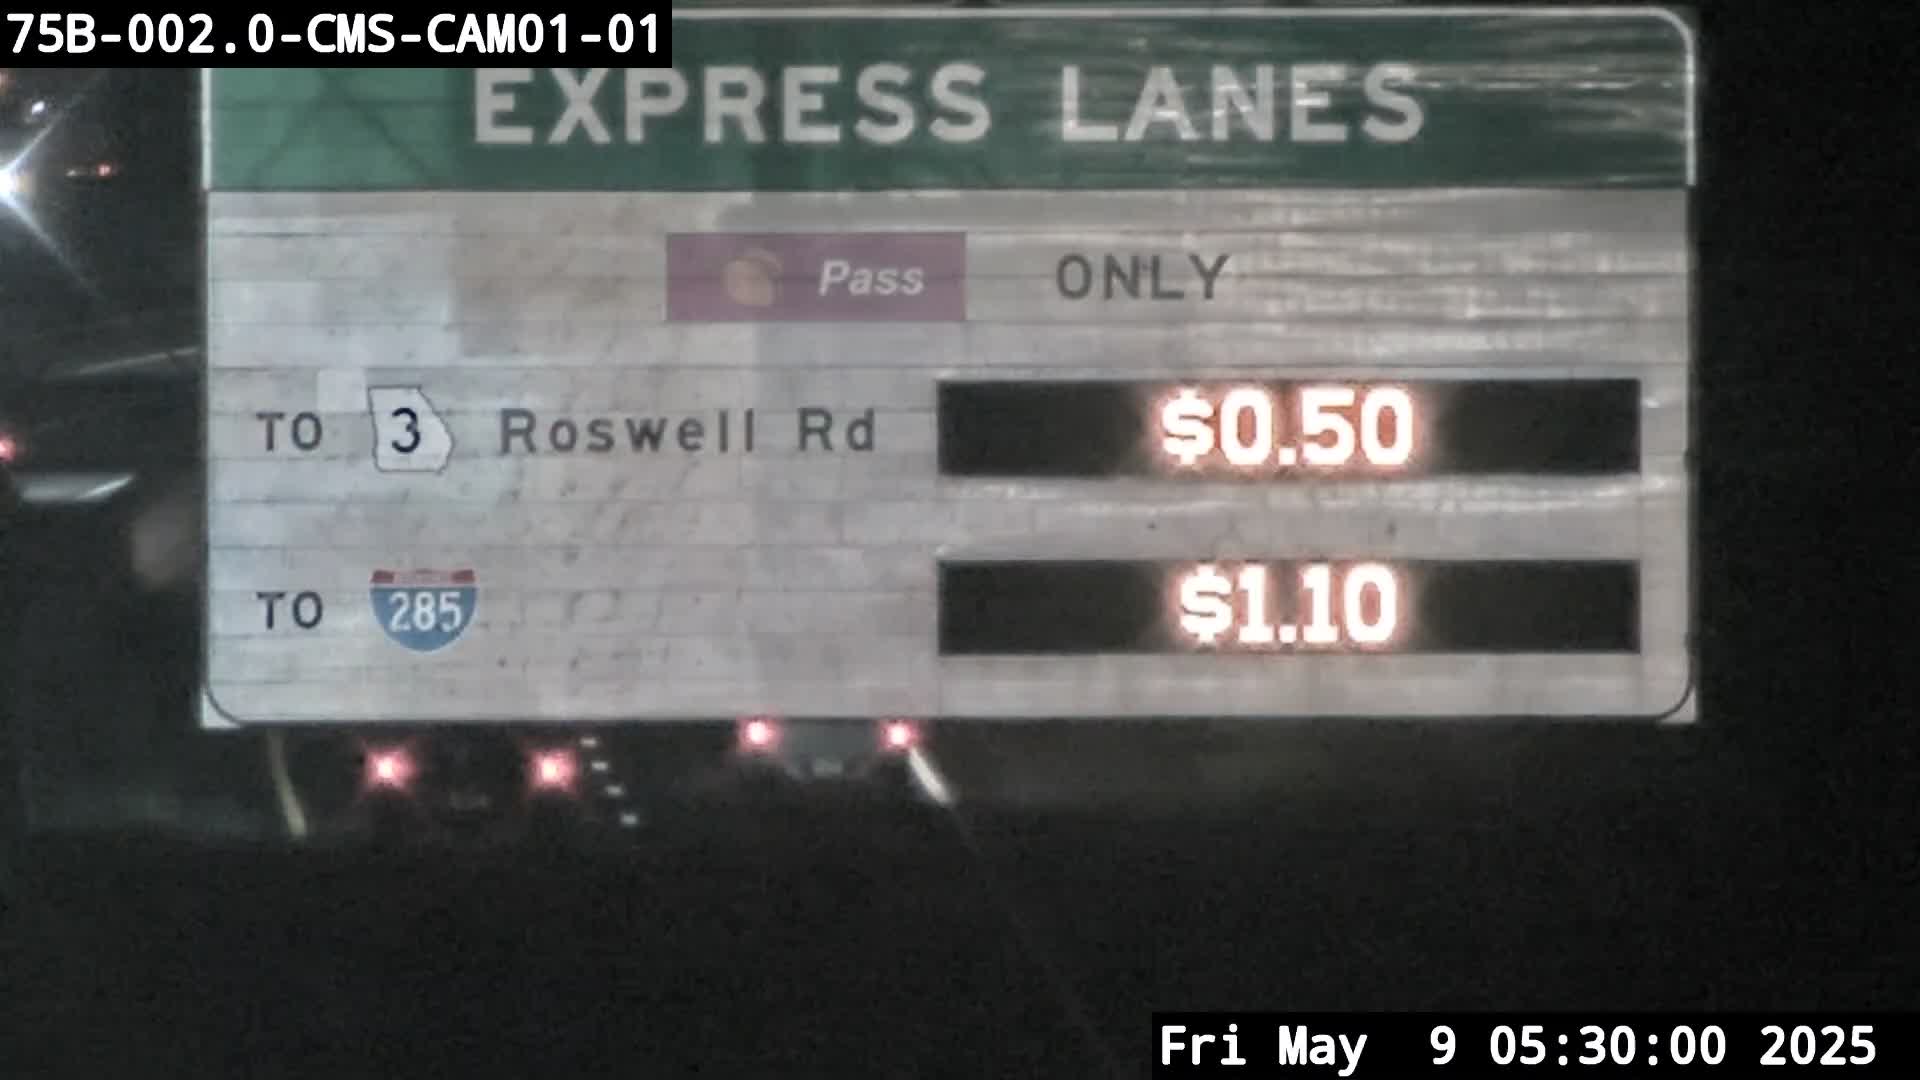 75B-002.0-CMS-CAM01-01
EXPRESS LANES
Pass ONLY
TO 3 Roswell Rd $0.50
TO 285 $1.10
Fri May 9 05:30:00 2025